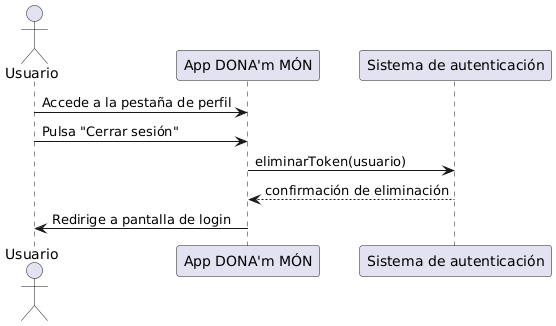 Usuario
App DONA'm MÓN
Sistema de autenticación
Accede a la pestaña de perfil
Pulsa "Cerrar sesión"
eliminarToken(usuario)
confirmación de eliminación
Redirige a pantalla de login
Usuario
App DONA'm MÓN
Sistema de autenticación